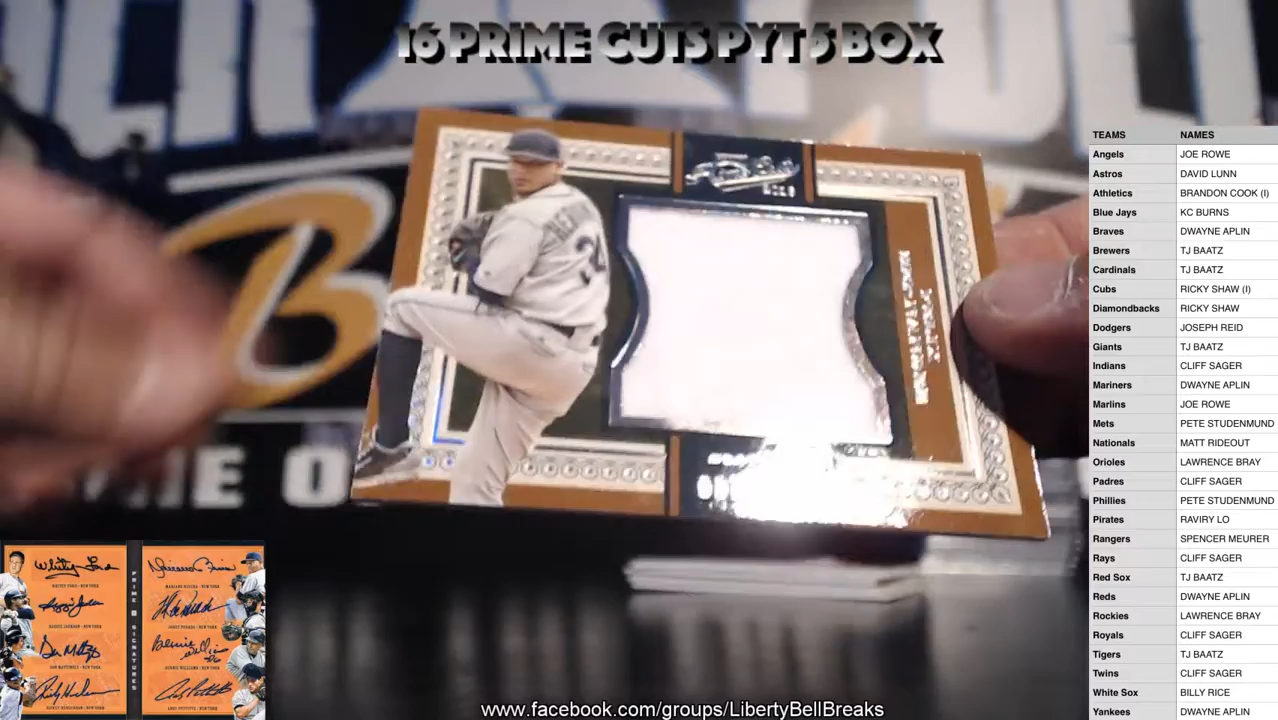 16 PRIME CUTS PYT 5 BOX
B
34
TEAMS NAMES
Angels JOE ROWE
Astros DAVID LUNN
Athletics BRANDON COOK (I)
Blue Jays KC BURNS
Braves DWAYNE APLIN
Brewers TJ BAATZ
Cardinals TJ BAATZ
Cubs RICKY SHAW (I)
Diamondbacks RICKY SHAW
Dodgers JOSEPH REID
Giants TJ BAATZ
Indians CLIFF SAGER
Mariners DWAYNE APLIN
Marlins JOE ROWE
Mets PETE STUDENMUND
Nationals MATT RIDEOUT
Orioles LAWRENCE BRAY
Padres CLIFF SAGER
Phillies PETE STUDENMUND
Pirates RAVIRY LO
Rangers SPENCER MEURER
Rays CLIFF SAGER
Red Sox TJ BAATZ
Reds DWAYNE APLIN
Rockies LAWRENCE BRAY
Royals CLIFF SAGER
Tigers TJ BAATZ
Twins CLIFF SAGER
White Sox BILLY RICE
Yankees DWAYNE APLIN
PRIME SIGNATURES
www.facebook.com/groups/LibertyBellBreaks